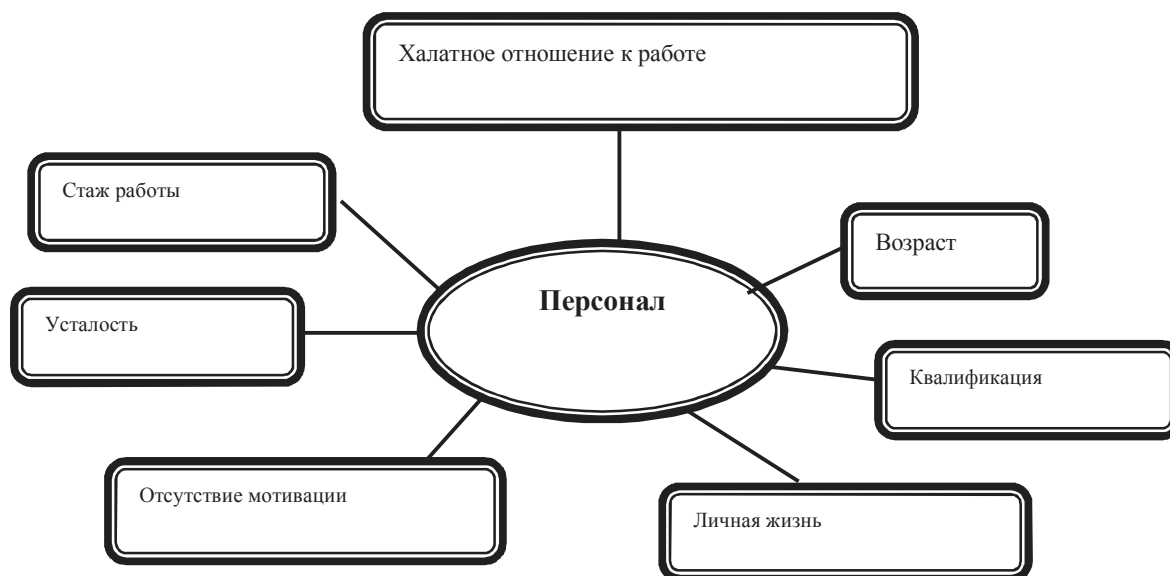 Халатное отношение к работе
Стаж работы
Возраст
Персонал
Усталость
Квалификация
Отсутствие мотивации
Личная жизнь